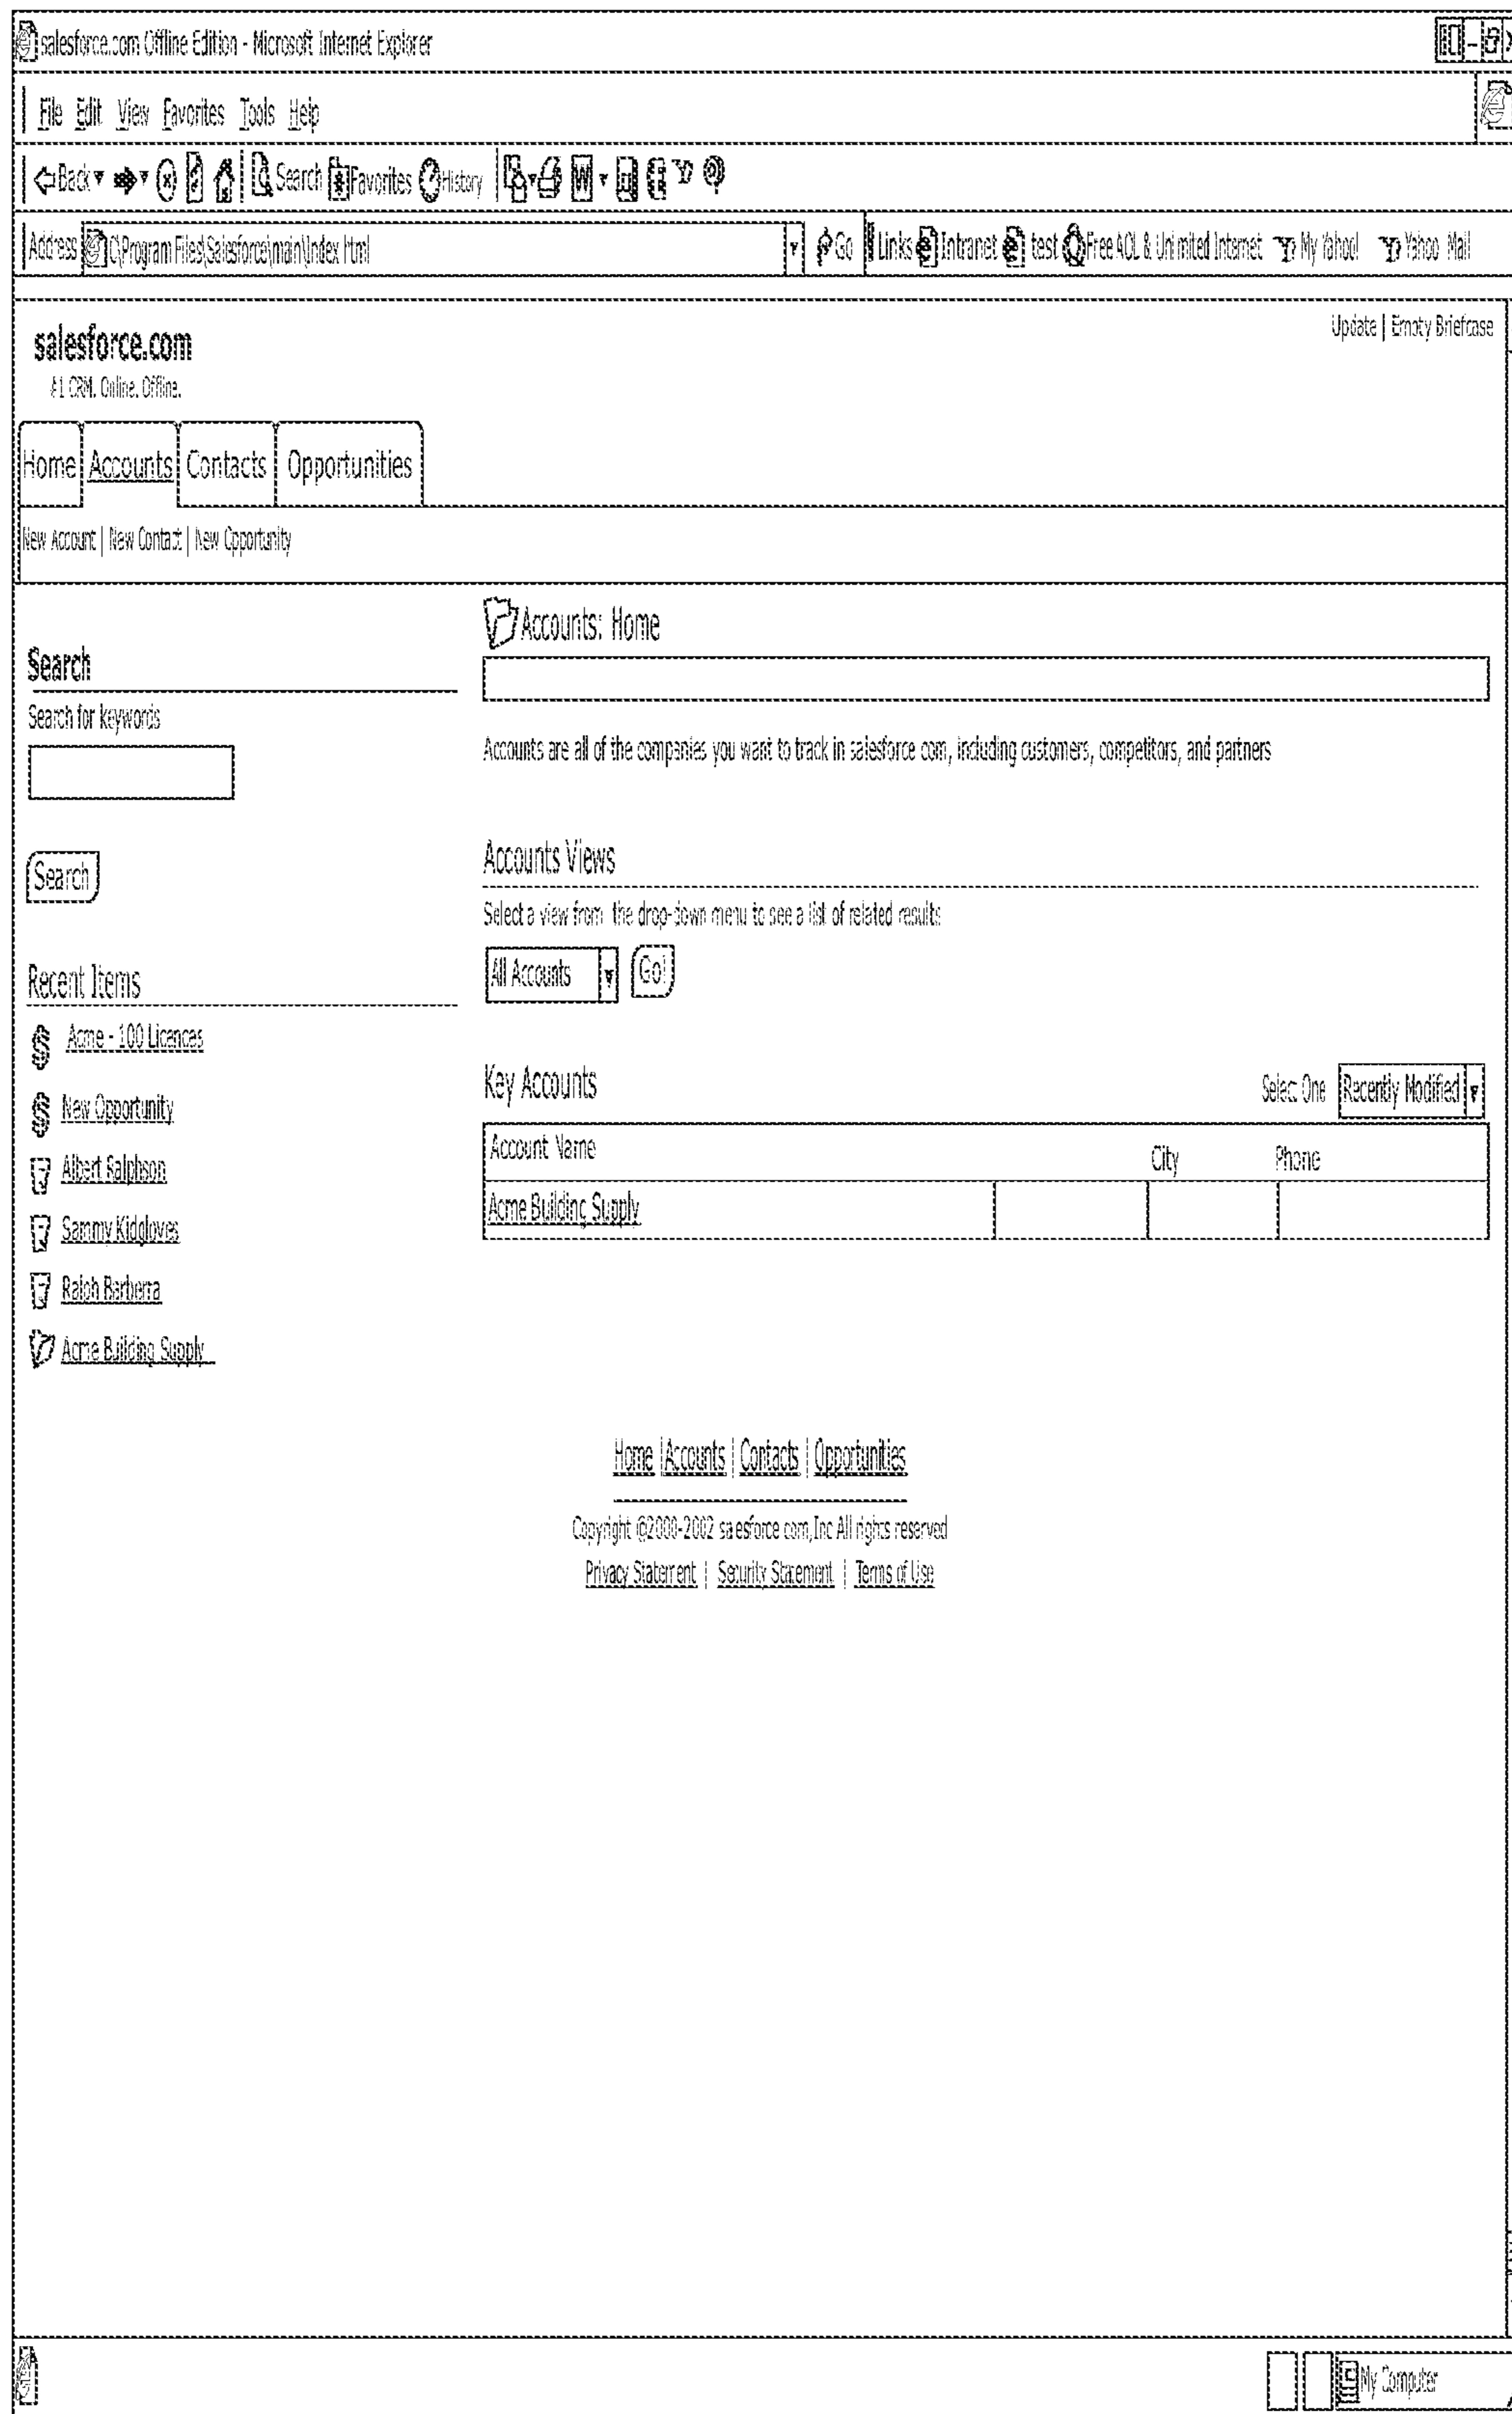 salesforce.com Offline Edition - Microsoft Internet Explorer
File Edit View Favorites Tools Help
Back Search Favorites History
Address C\Program Files\Salesforce\main\Index html Go Links Intranet test Free AOL & Unlimited Internet My Yahoo! Yahoo Mail
salesforce.com
Update | Empty Briefcase
#1 CRM. Online. Offline.
Home Accounts Contacts Opportunities
New Account | New Contact | New Opportunity
Accounts: Home
Search
Search for keywords
Accounts are all of the companies you want to track in salesforce com, including customers, competitors, and partners
Search
Accounts Views
Select a view from the drop-down menu to see a list of related results
All Accounts Go!
Recent Items
Acme - 100 Licences
New Opportunity
Albert Ralphson
Sammy Kidgloves
Ralph Barberra
Acme Building Supply
Key Accounts Select One Recently Modified
Account Name City Phone
Acme Building Supply
Home | Accounts | Contacts | Opportunities
Copyright @2000-2002 salesforce com,Inc All rights reserved
Privacy Statement | Security Statement | Terms of Use
My Computer